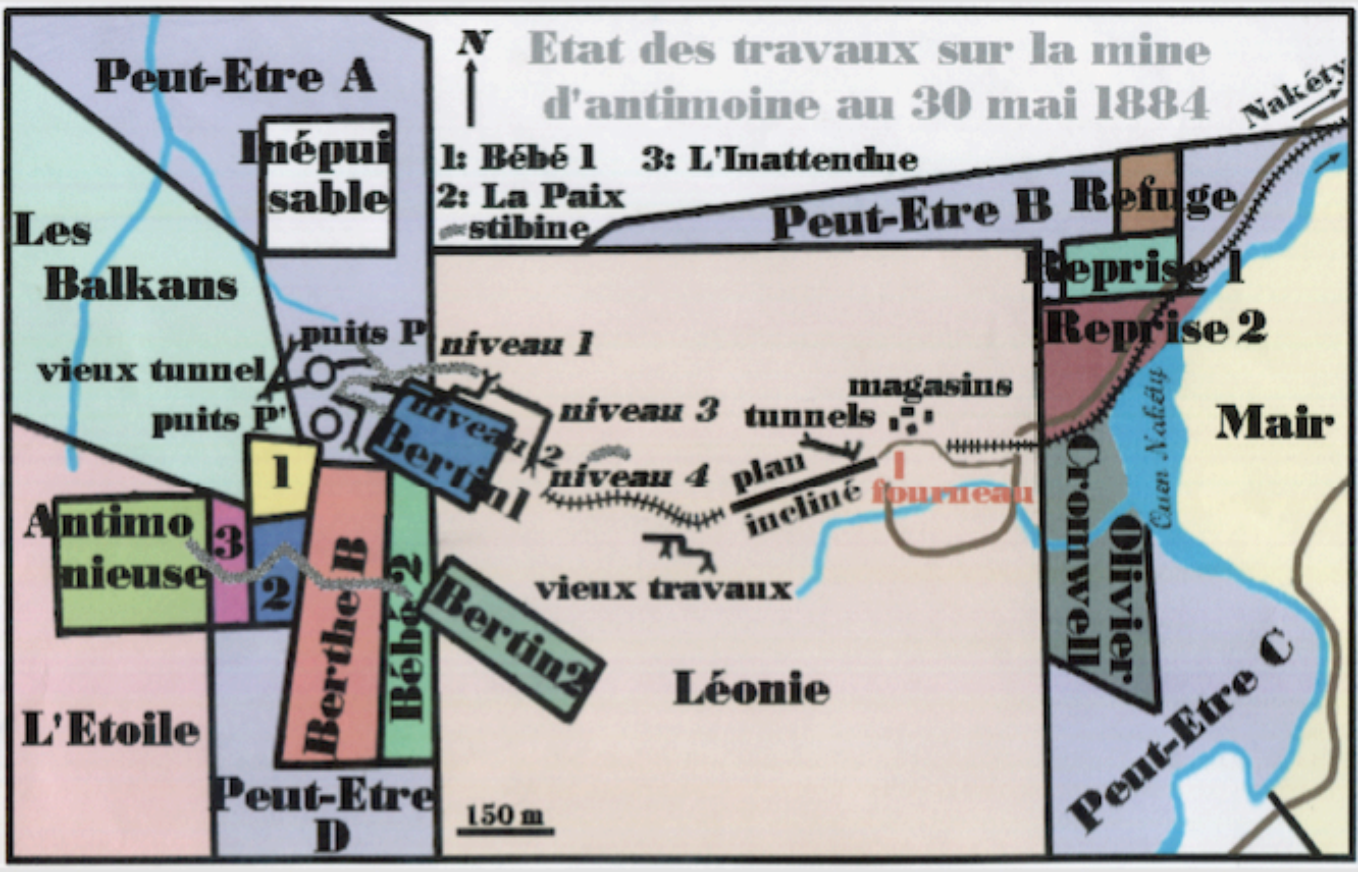 Etat des travaux sur la mine
d'antimoine au 30 mai 1884
N
Nakéty
1: Bébé 1 3: L'Inattendue
2: La Paix
stibine
Peut-Etre A
Inépui
sable
Les
Balkans
Peut-Etre B
Refuge
Reprise 1
Reprise 2
puits P
niveau 1
vieux tunnel
puits P'
niveau 2
niveau 3
niveau 4
Bertin1
magasins
tunnels
plan
incliné
fourneau
Mair
Ouen Nakéty
Olivier
Cromwell
1
Antimo
nieuse
3
2
Berthe B
Bébé 2
Bertin2
vieux travaux
Léonie
L'Etoile
Peut-Etre
D
150 m
Peut-Etre C